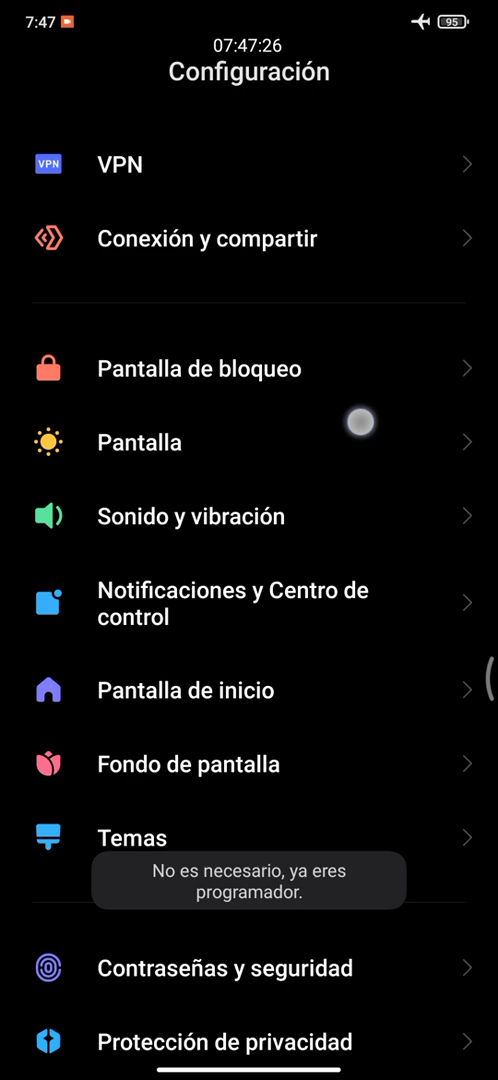 7:47
95
07:47:26
Configuración
VPN
VPN
Conexión y compartir
Pantalla de bloqueo
Pantalla
Sonido y vibración
Notificaciones y Centro de
control
Pantalla de inicio
Fondo de pantalla
Temas
No es necesario, ya eres
programador.
Contraseñas y seguridad
Protección de privacidad